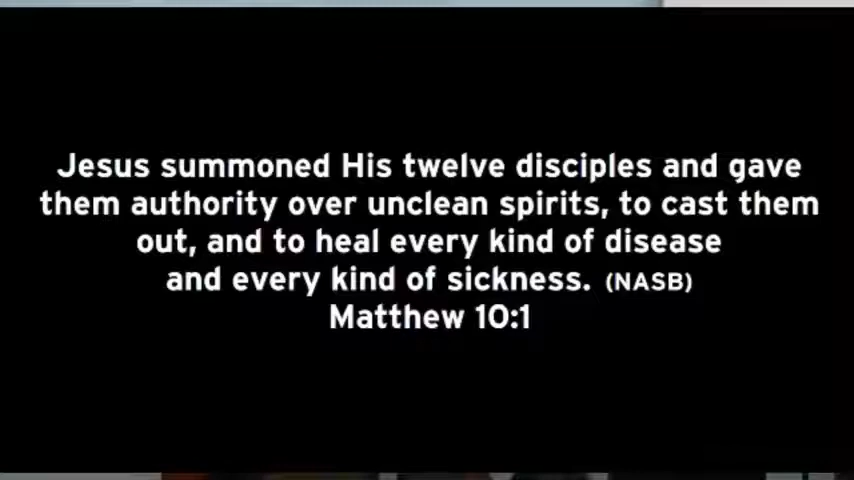 Jesus summoned His twelve disciples and gave
them authority over unclean spirits, to cast them
out, and to heal every kind of disease
and every kind of sickness. (NASB)
Matthew 10:1